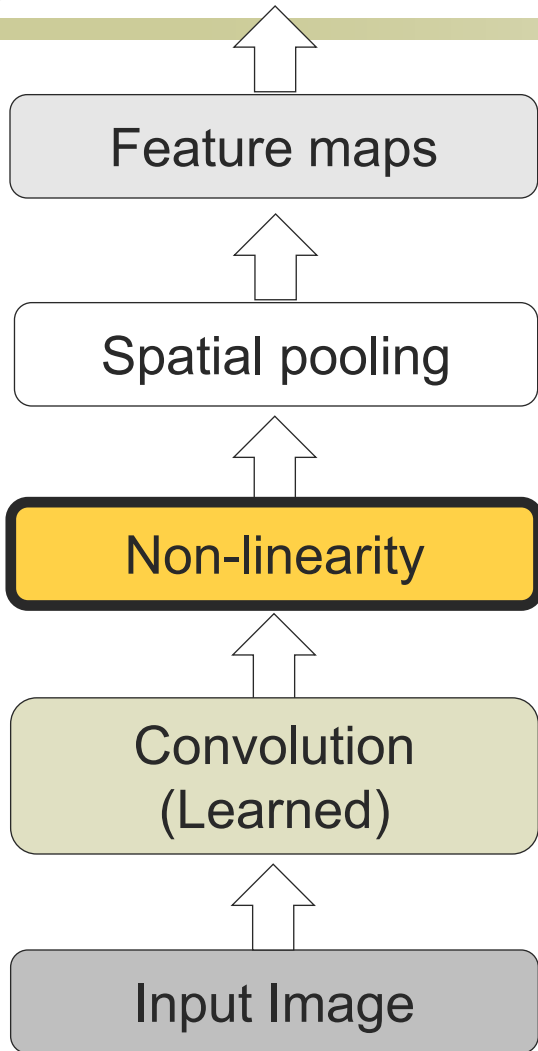 Feature maps
Spatial pooling
Non-linearity
Convolution
(Learned)
Input Image